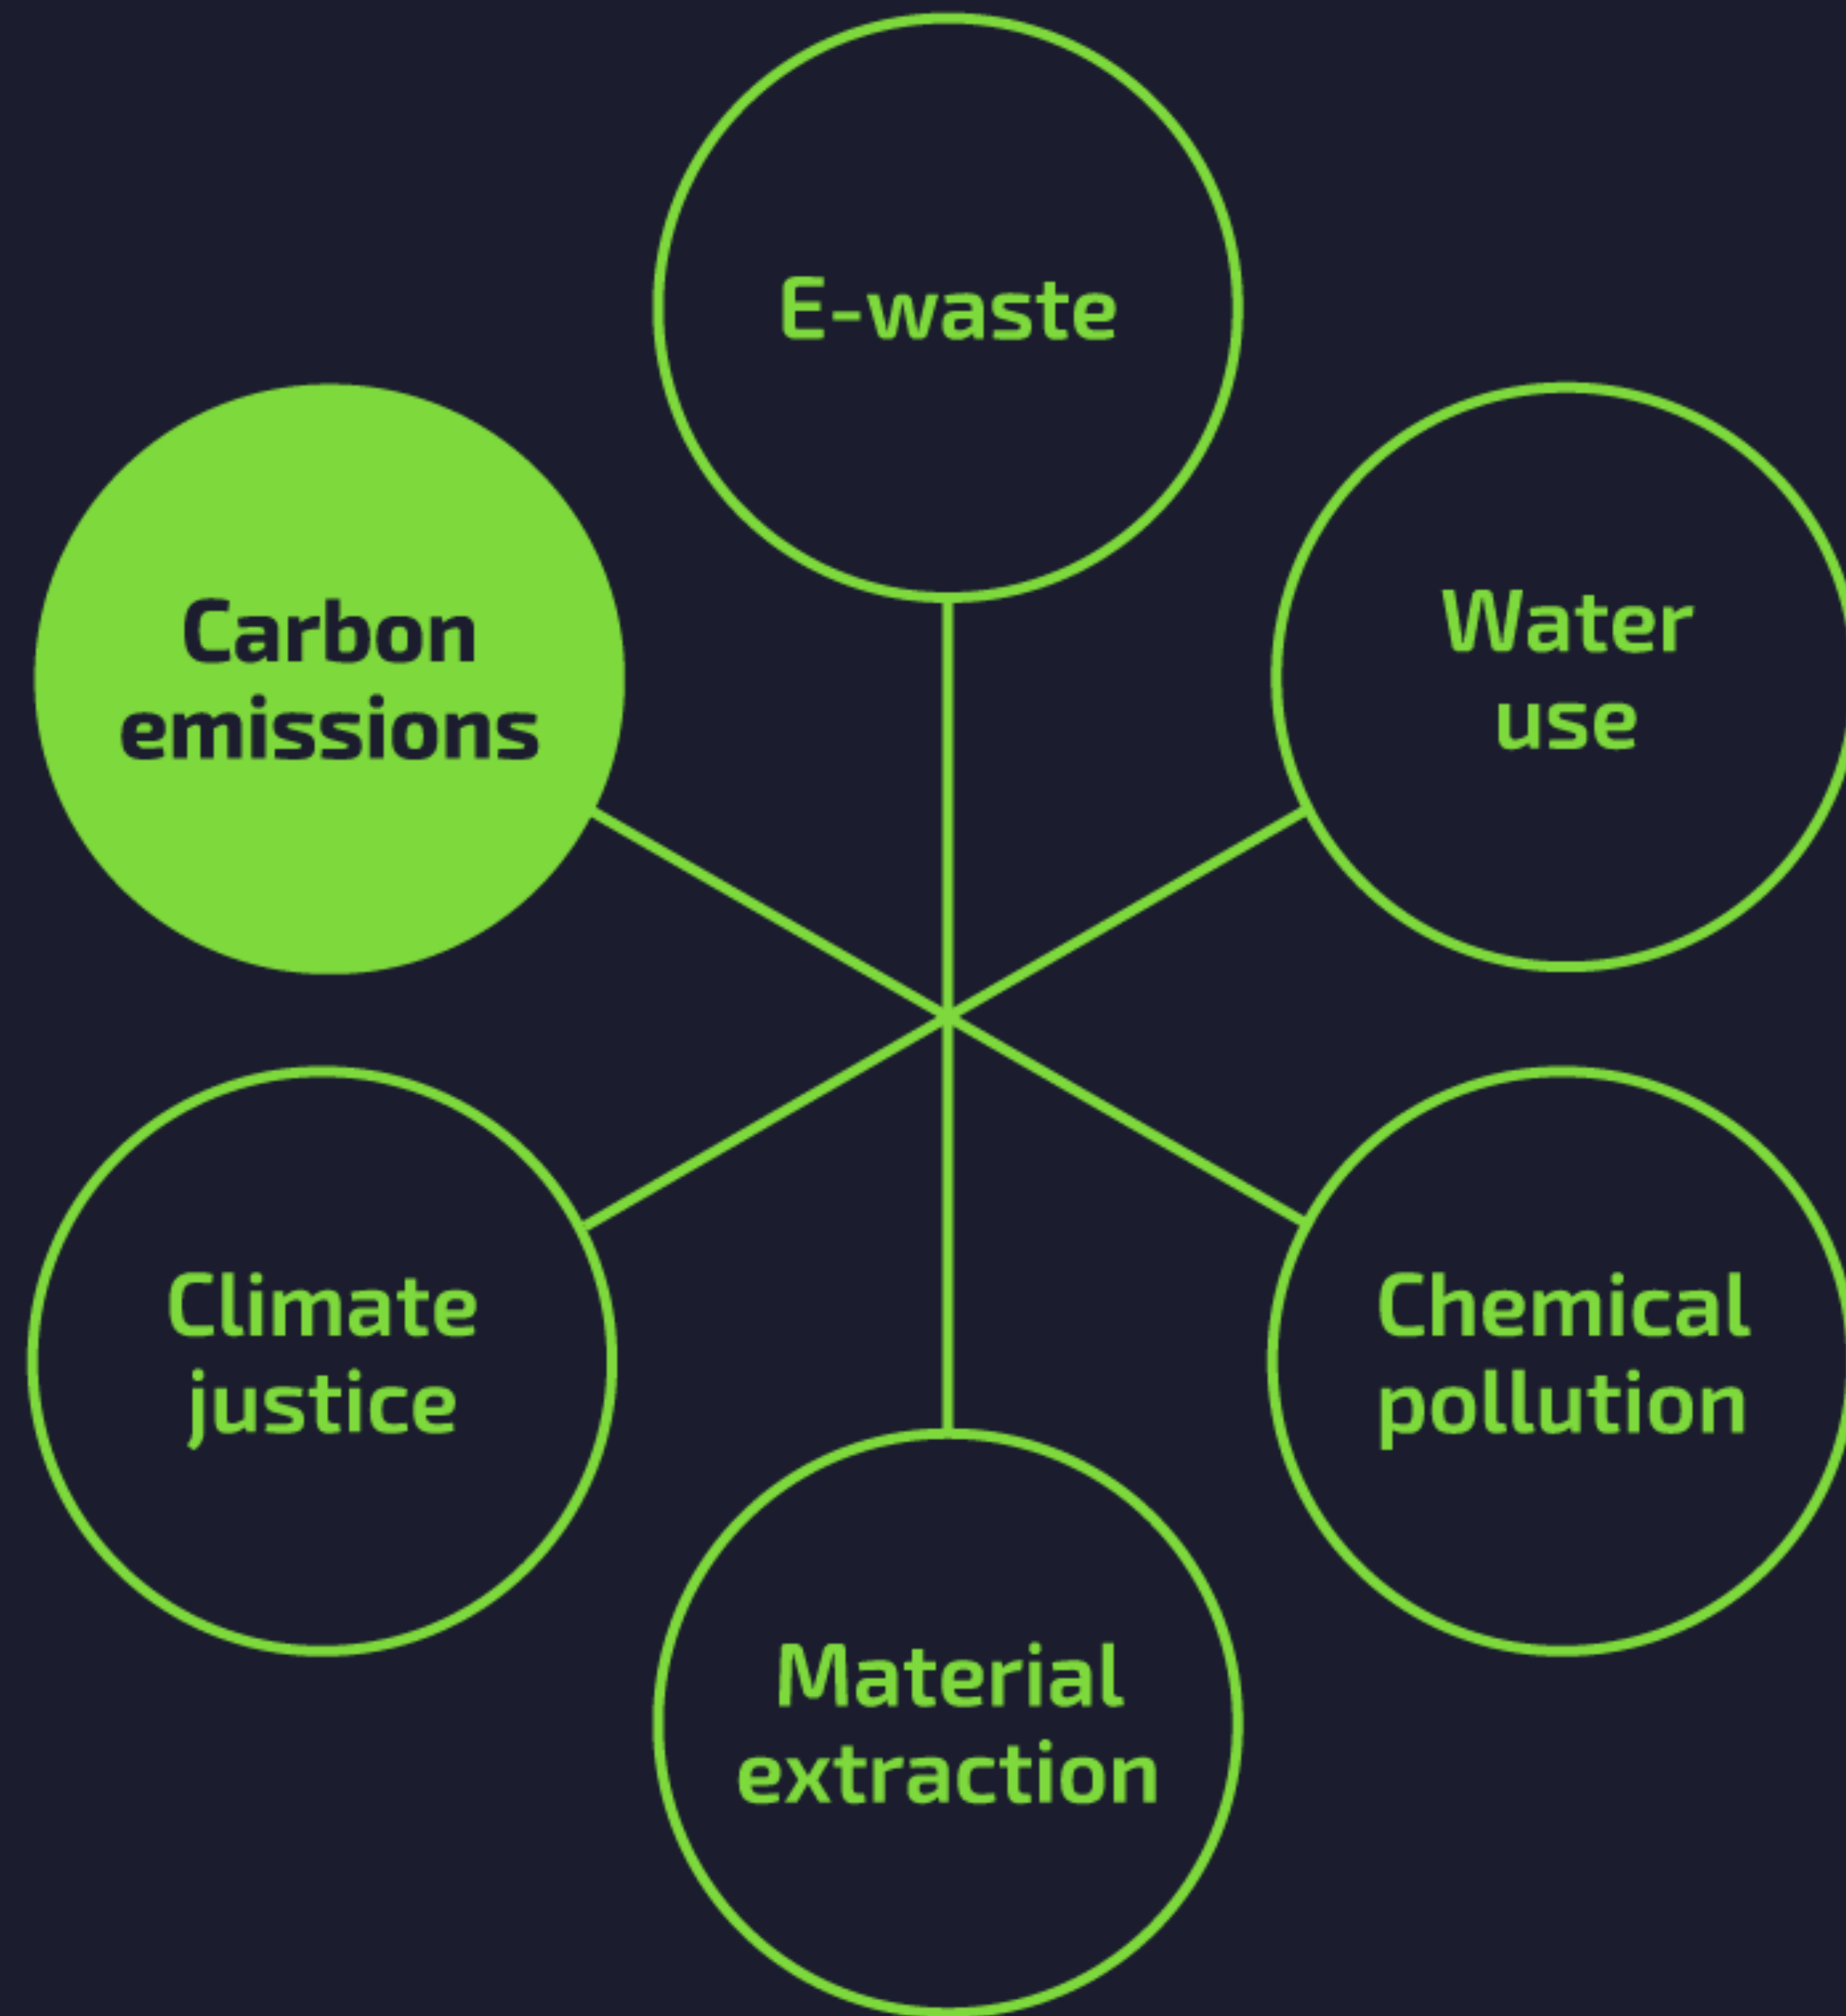 E-waste
Carbon
emissions
Water
use
Climate
justice
Chemical
pollution
Material
extraction